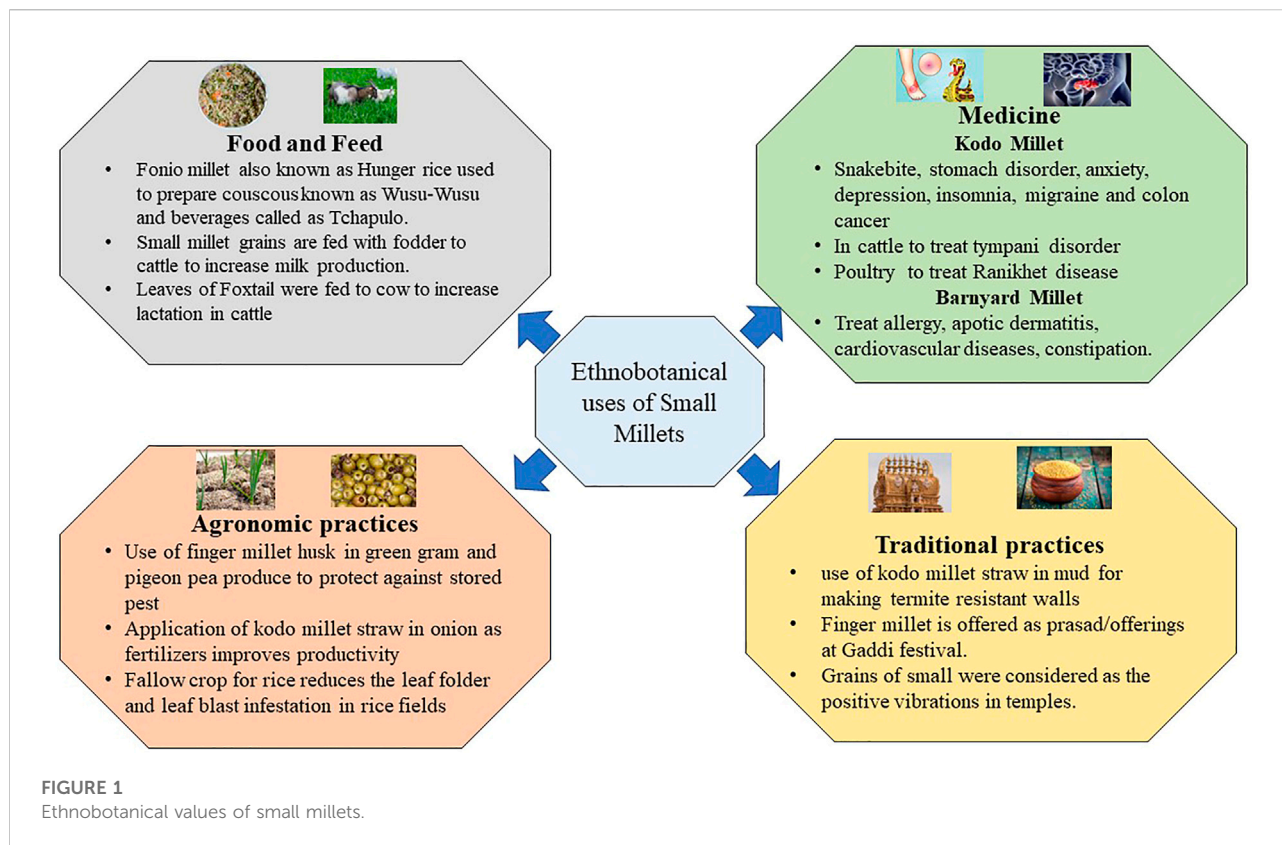 Food and Feed
• Fonio millet also known as Hunger rice used
to prepare couscous known as Wusu-Wusu
and beverages called as Tchapulo.
• Small millet grains are fed with fodder to
cattle to increase milk production.
• Leaves of Foxtail were fed to cow to increase
lactation in cattle
Medicine
Kodo Millet
• Snakebite, stomach disorder, anxiety,
depression, insomnia, migraine and colon
cancer
• In cattle to treat tympani disorder
• Poultry to treat Ranikhet disease
Barnyard Millet
• Treat allergy, apotic dermatitis,
cardiovascular diseases, constipation.
Ethnobotanical
uses of Small
Millets
Agronomic practices
• Use of finger millet husk in green gram and
pigeon pea produce to protect against stored
pest
• Application of kodo millet straw in onion as
fertilizers improves productivity
• Fallow crop for rice reduces the leaf folder
and leaf blast infestation in rice fields
Traditional practices
• use of kodo millet straw in mud for
making termite resistant walls
• Finger millet is offered as prasad/offerings
at Gaddi festival.
• Grains of small were considered as the
positive vibrations in temples.
FIGURE 1
Ethnobotanical values of small millets.